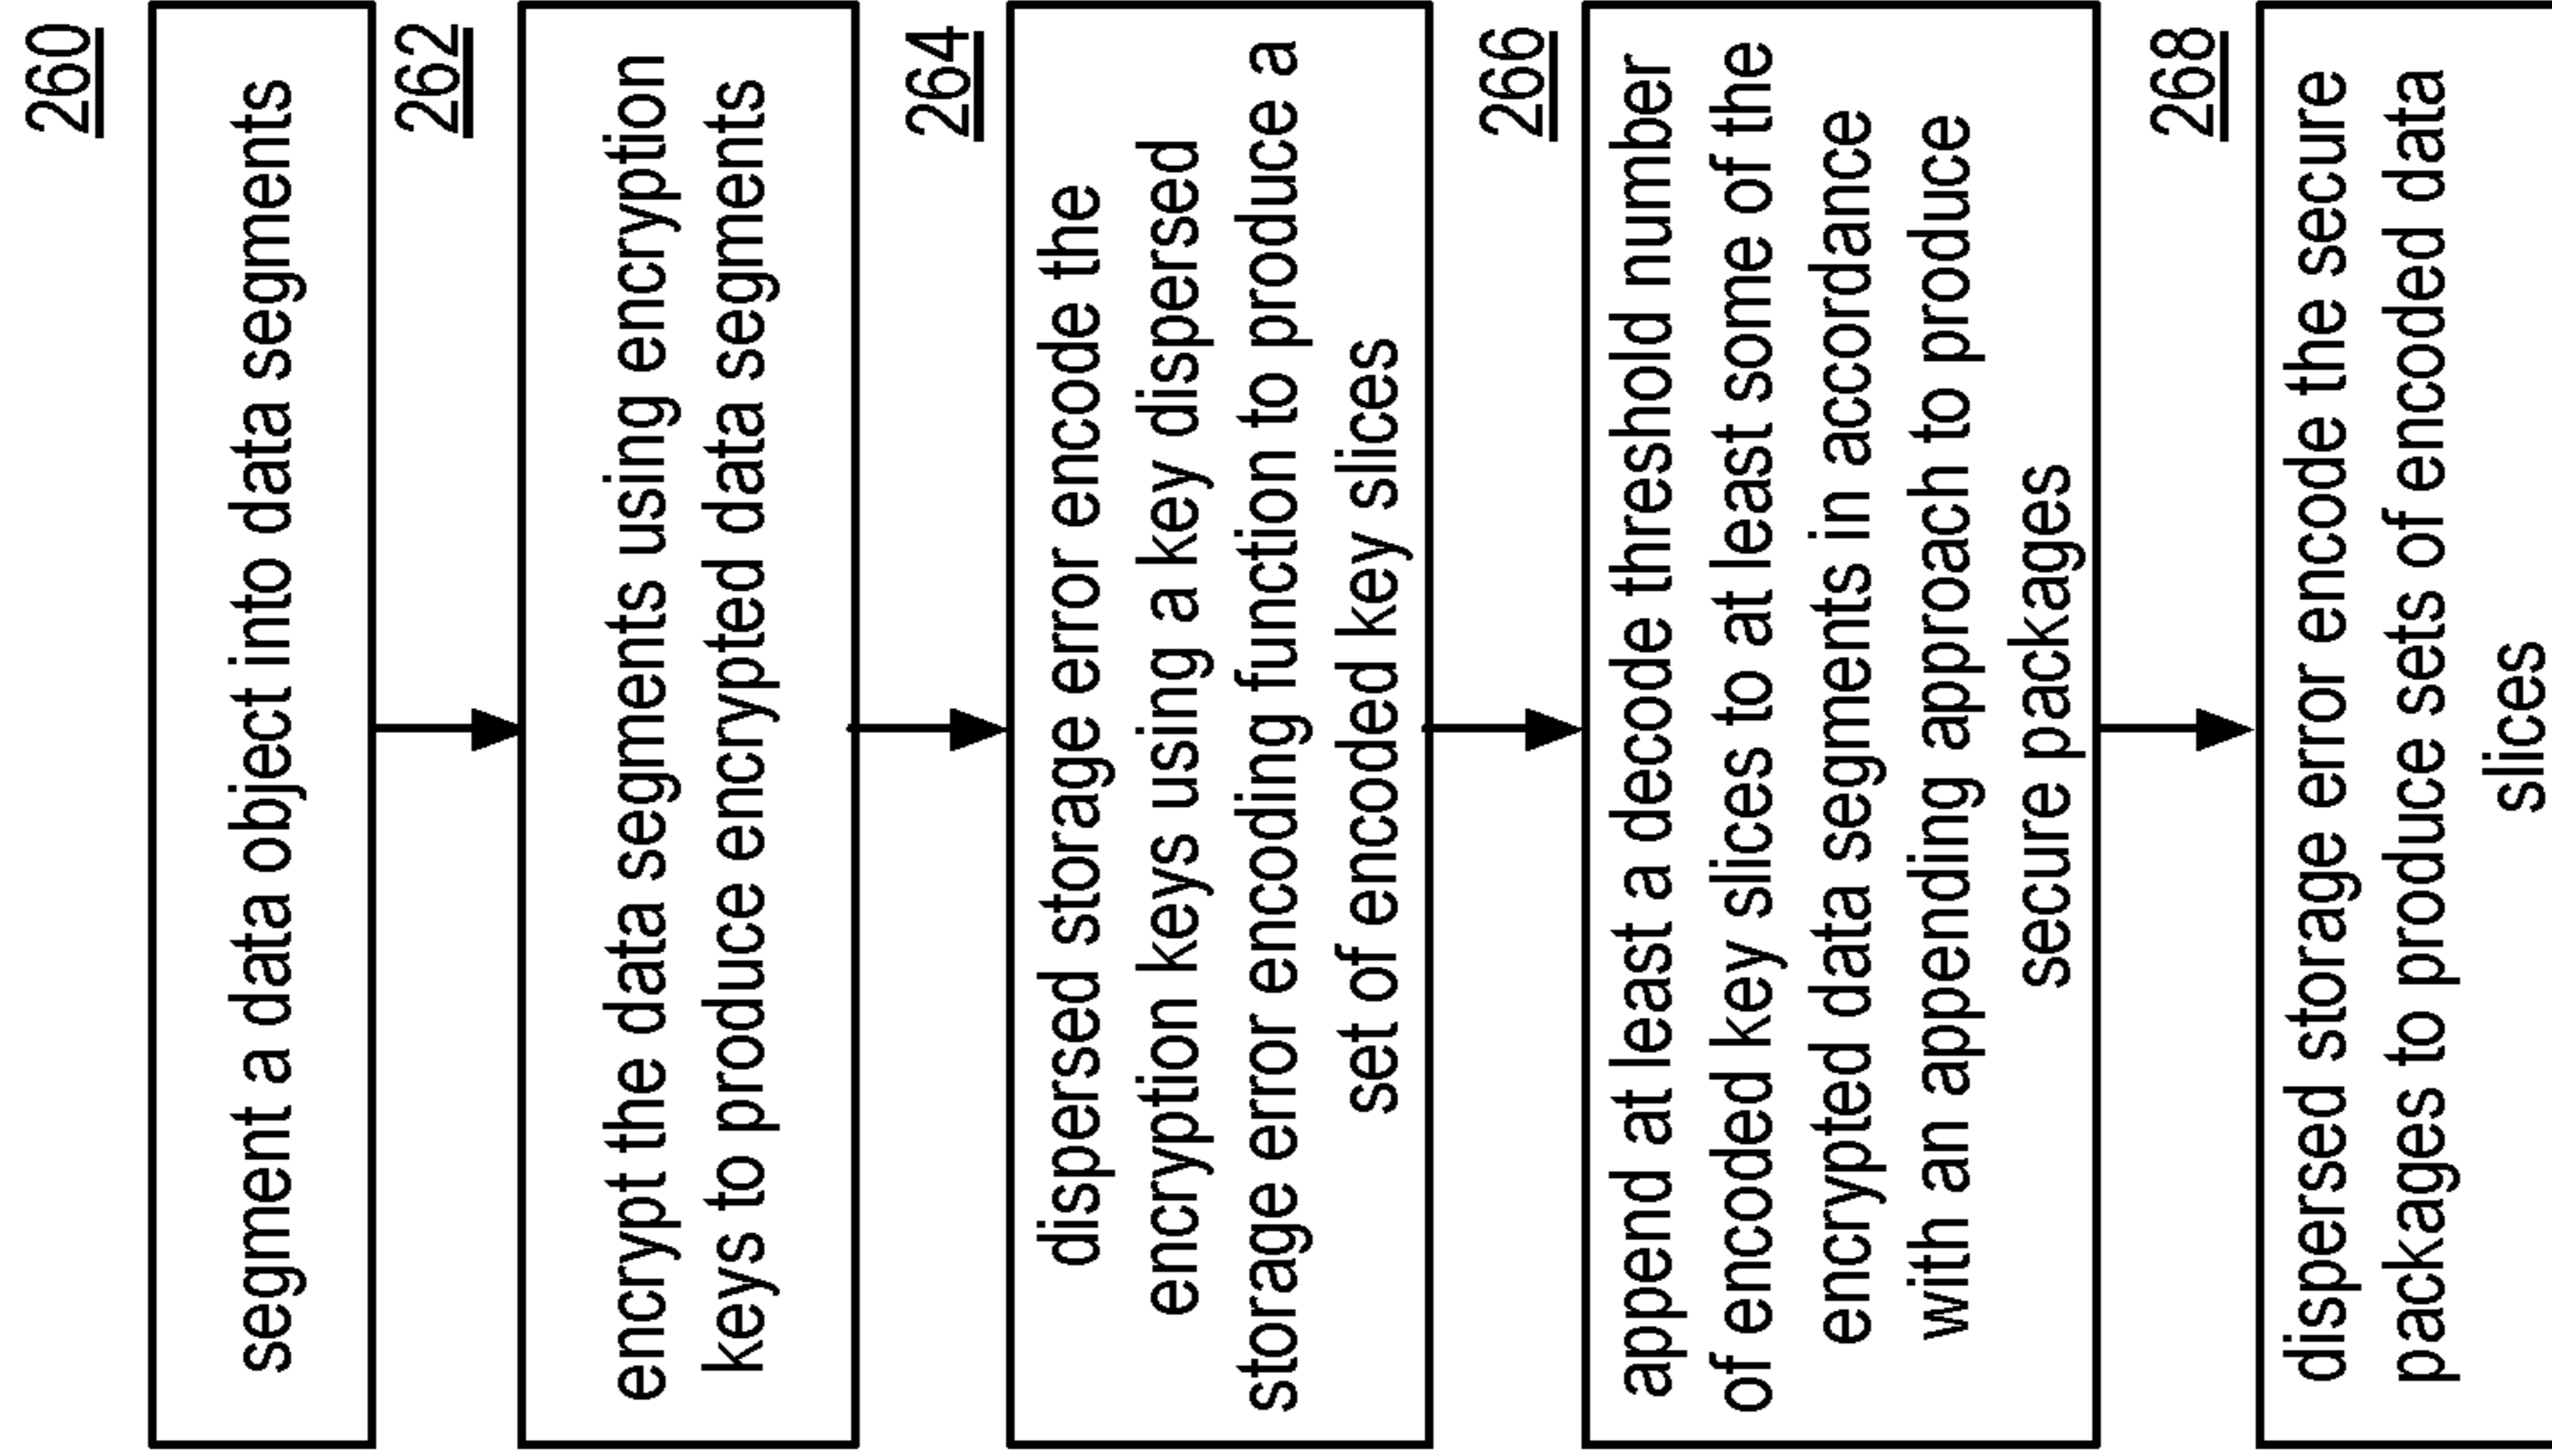 260
segment a data object into data segments
262
encrypt the data segments using encryption
keys to produce encrypted data segments
264
dispersed storage error encode the
encryption keys using a key dispersed
storage error encoding function to produce a
set of encoded key slices
266
append at least a decode threshold number
of encoded key slices to at least some of the
encrypted data segments in accordance
with an appending approach to produce
secure packages
268
dispersed storage error encode the secure
packages to produce sets of encoded data
slices